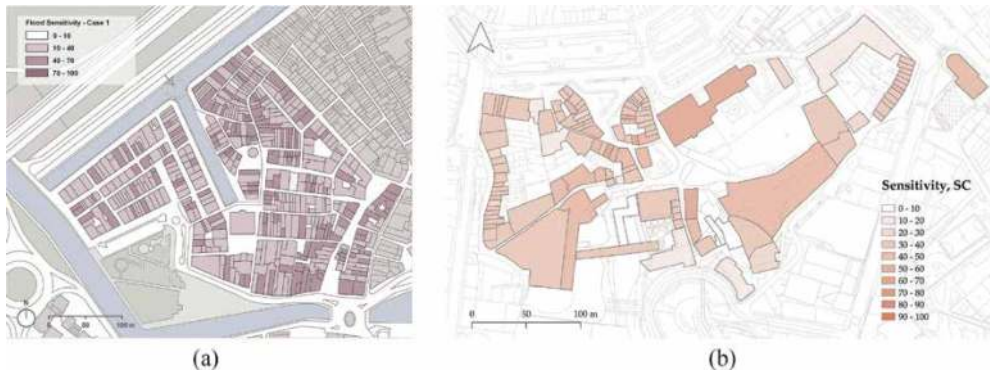 Flood Sensitivity - Case 1
0 - 10
10 - 40
40 - 70
70 - 100
N
0 50 100 m
(a)
Sensitivity, SC
0 - 10
10 - 20
20 - 30
30 - 40
40 - 50
50 - 60
60 - 70
70 - 80
80 - 90
90 - 100
0 50 100 m
(b)